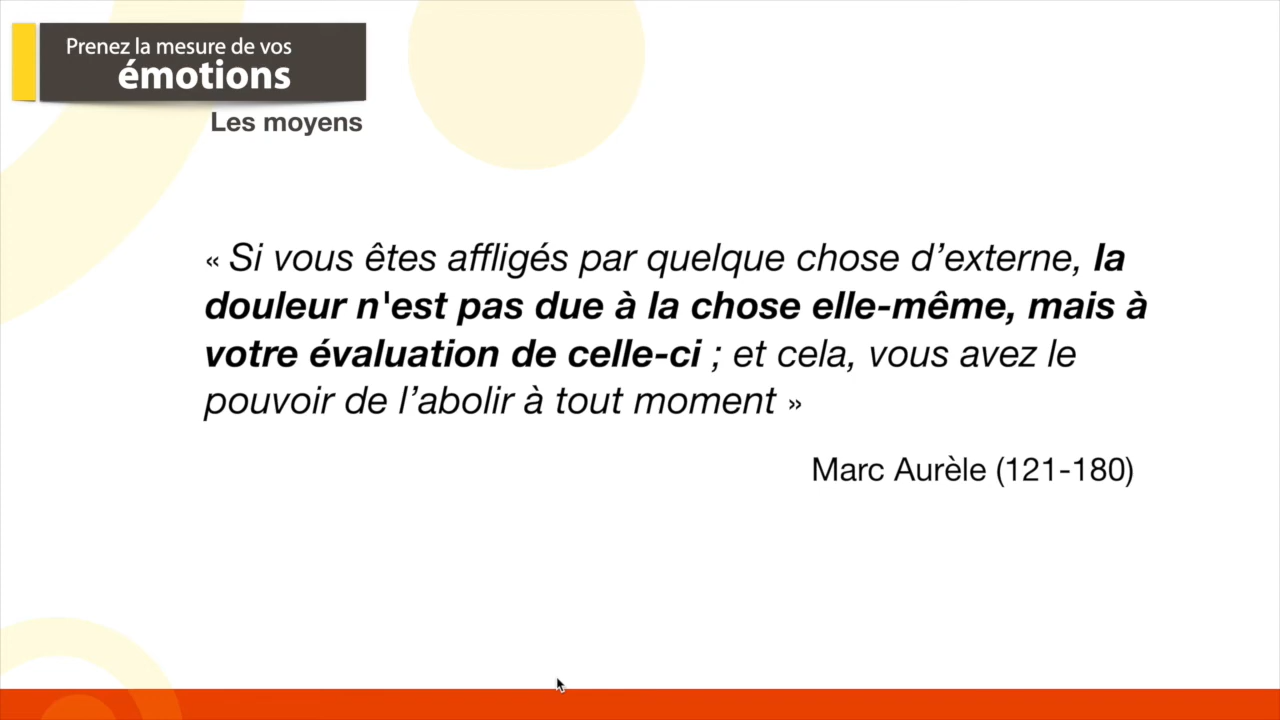 Prenez la mesure de vos
émotions
Les moyens
« Si vous êtes affligés par quelque chose d’externe, la
douleur n'est pas due à la chose elle-même, mais à
votre évaluation de celle-ci ; et cela, vous avez le
pouvoir de l’abolir à tout moment »
Marc Aurèle (121-180)